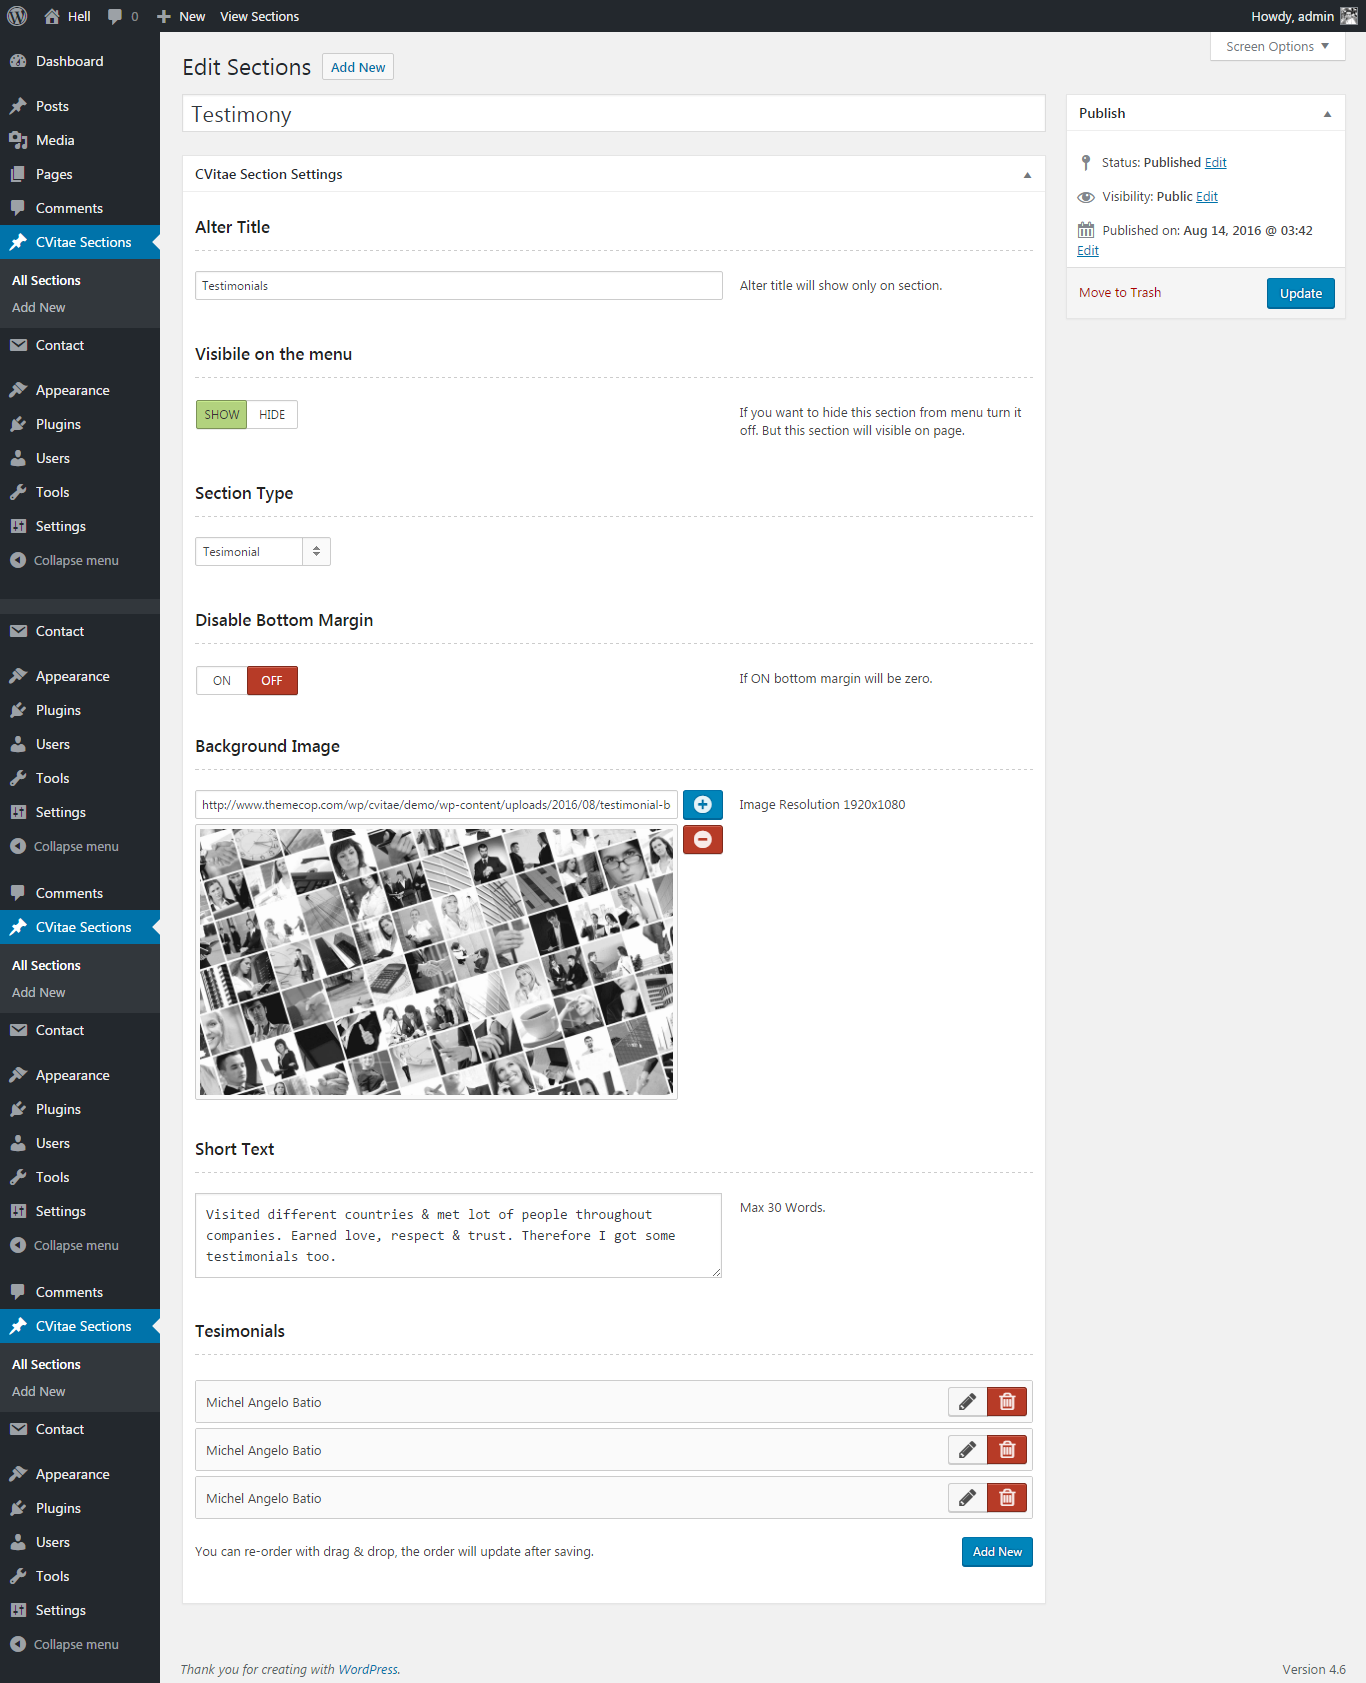 Hell
0
New
View Sections
Howdy, admin
Screen Options
Dashboard
Posts
Media
Pages
Comments
CVitae Sections
All Sections
Add New
Contact
Appearance
Plugins
Users
Tools
Settings
Collapse menu
Contact
Appearance
Plugins
Users
Tools
Settings
Collapse menu
Comments
CVitae Sections
All Sections
Add New
Contact
Appearance
Plugins
Users
Tools
Settings
Collapse menu
Comments
CVitae Sections
All Sections
Add New
Contact
Appearance
Plugins
Users
Tools
Settings
Collapse menu
Edit Sections
Add New
Testimony
CVitae Section Settings
Alter Title
Testimonials
Alter title will show only on section.
Visibile on the menu
SHOW
HIDE
If you want to hide this section from menu turn it
off. But this section will visible on page.
Section Type
Tesimonial
Disable Bottom Margin
ON
OFF
If ON bottom margin will be zero.
Background Image
http://www.themecop.com/wp/cvitae/demo/wp-content/uploads/2016/08/testimonial-b
Image Resolution 1920x1080
Short Text
Visited different countries & met lot of people throughout
companies. Earned love, respect & trust. Therefore I got some
testimonials too.
Max 30 Words.
Tesimonials
Michel Angelo Batio
Michel Angelo Batio
Michel Angelo Batio
You can re-order with drag & drop, the order will update after saving.
Add New
Publish
Status: Published Edit
Visibility: Public Edit
Published on: Aug 14, 2016 @ 03:42
Edit
Move to Trash
Update
Thank you for creating with WordPress.
Version 4.6